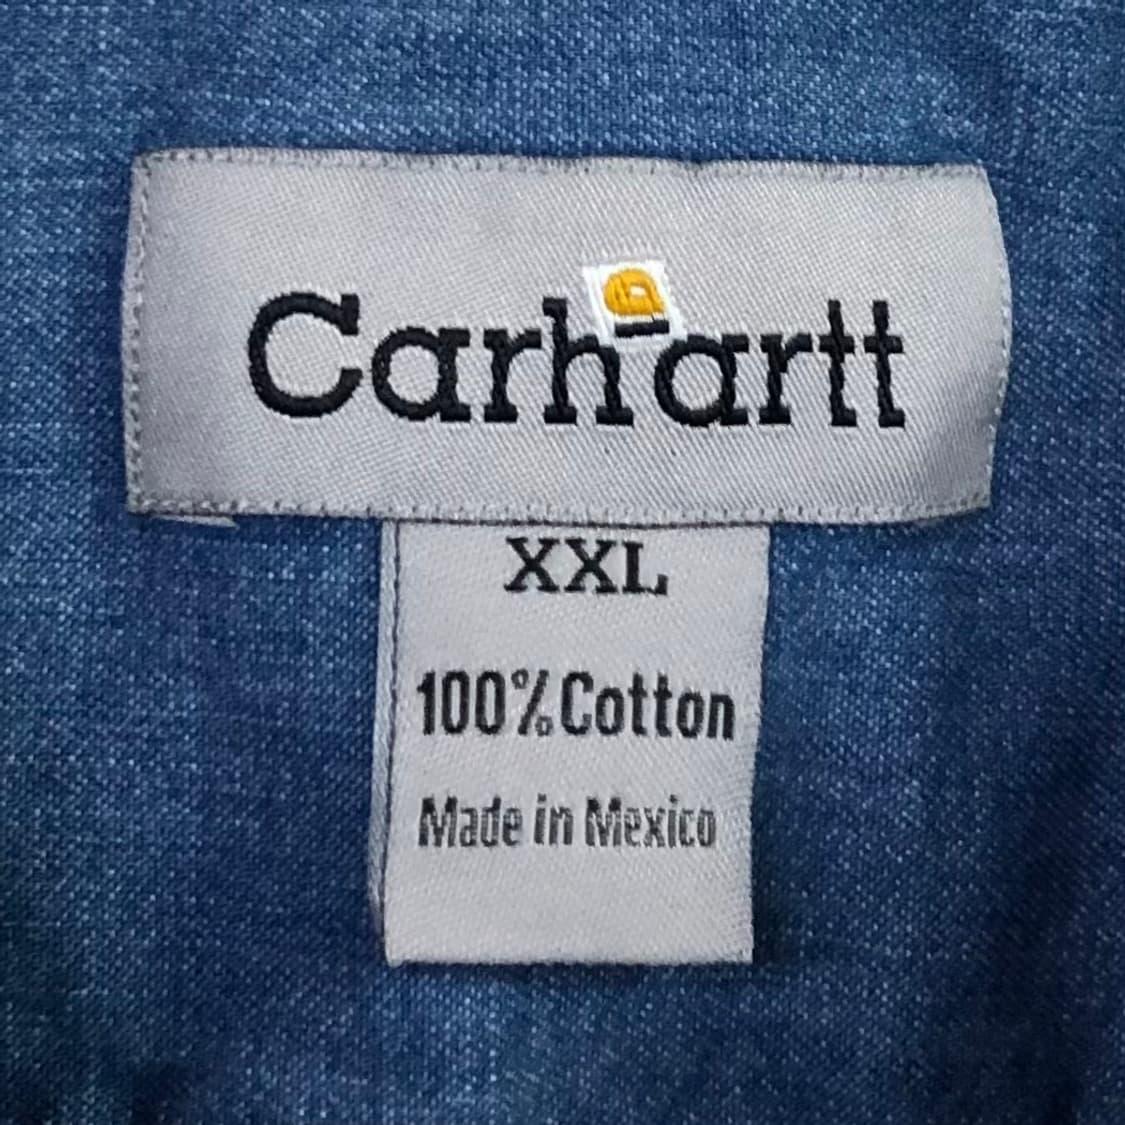 Carhartt
XXL
100% Cotton
Made in Mexico